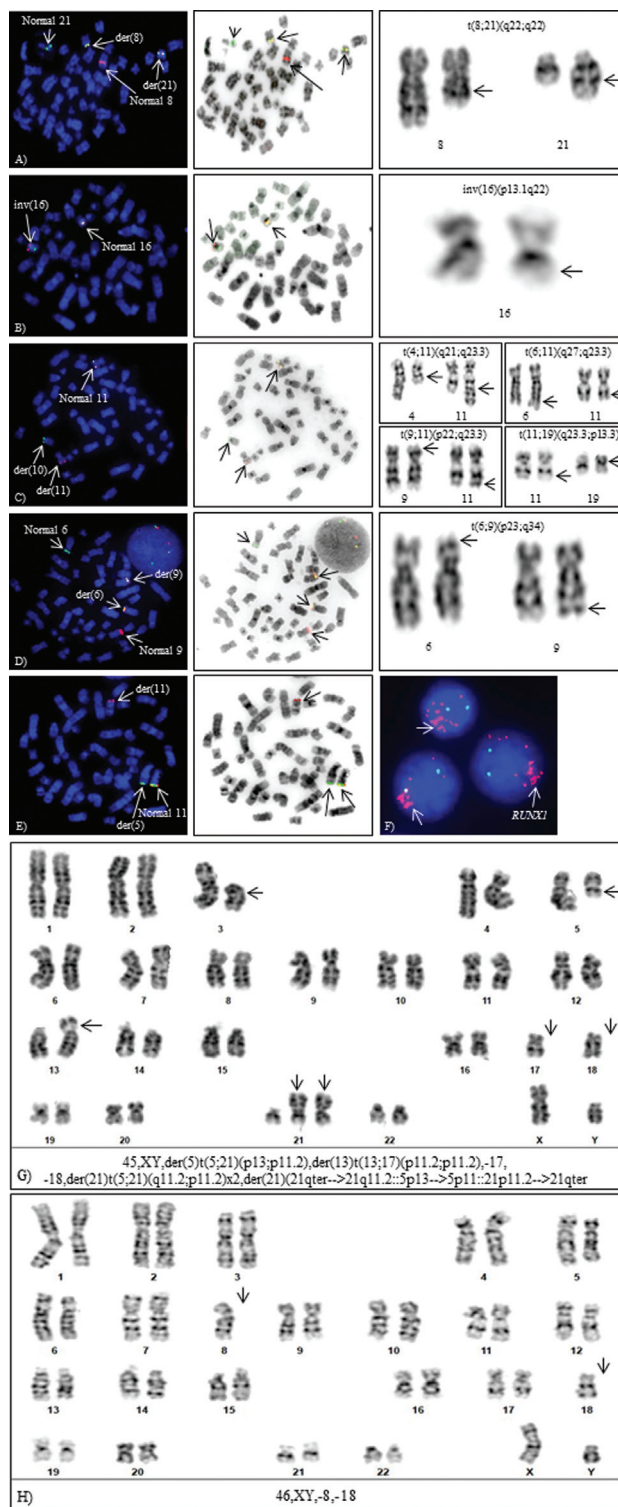 Normal 21
der(8)
der(21)
Normal 8
A)
t(8;21)(q22;q22)
8 21
inv(16)
Normal 16
B)
inv(16)(p13.1q22)
16
Normal 11
der(10)
der(11)
C)
t(4;11)(q21;q23.3)
4 11
t(6;11)(q27;q23.3)
6 11
t(9;11)(p22;q23.3)
9 11
t(11;19)(q23.3;p13.3)
11 19
Normal 6
der(9)
der(6)
Normal 9
D)
t(6;9)(p23;q34)
6 9
der(11)
Normal 11
der(5)
E)
RUNX1
F)
1 2 3 4 5
6 7 8 9 10 11 12
13 14 15 16 17 18
19 20 21 22 X Y
45,XY,der(5)t(5;21)(p13;p11.2),der(13)t(13;17)(p11.2;p11.2),-17,
G) -18,der(21)t(5;21)(q11.2;p11.2)x2,der(21)(21qter-->21q11.2::5p13-->5p11::21p11.2-->21qter
1 2 3 4 5
6 7 8 9 10 11 12
13 14 15 16 17 18
19 20 21 22 X Y
H) 46,XY,-8,-18